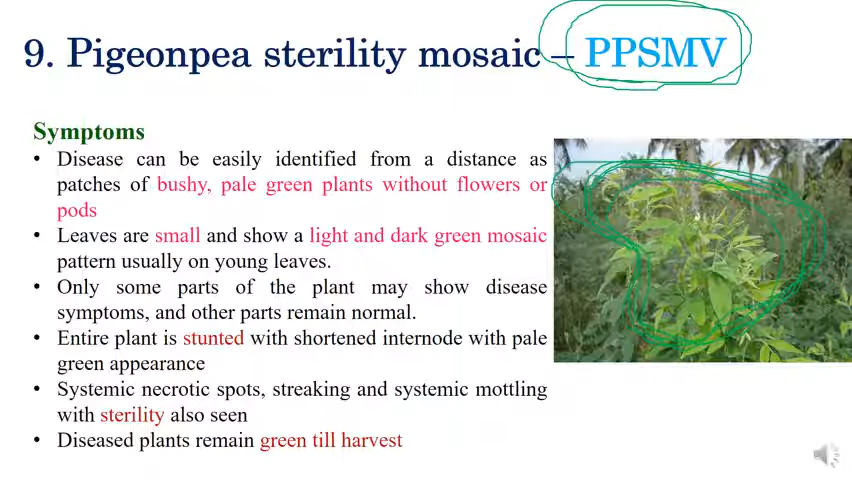 9. Pigeonpea sterility mosaic – PPSMV
Symptoms
• Disease can be easily identified from a distance as
patches of bushy, pale green plants without flowers or
pods
• Leaves are small and show a light and dark green mosaic
pattern usually on young leaves.
• Only some parts of the plant may show disease
symptoms, and other parts remain normal.
• Entire plant is stunted with shortened internode with pale
green appearance
• Systemic necrotic spots, streaking and systemic mottling
with sterility also seen
• Diseased plants remain green till harvest